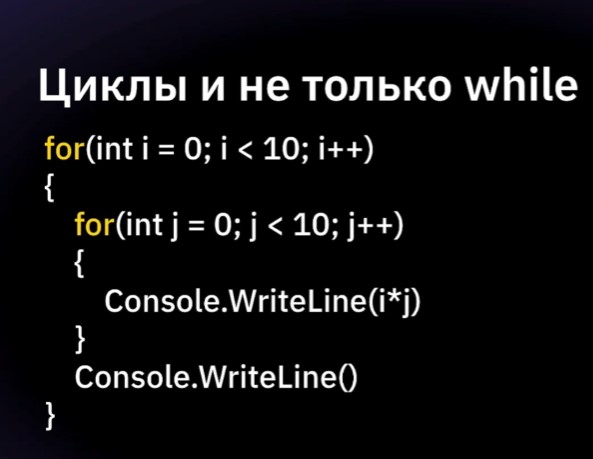 Циклы и не только while
for(int i = 0; i < 10; i++)
{
for(int j = 0; j < 10; j++)
{
Console.WriteLine(i*j)
}
Console.WriteLine()
}